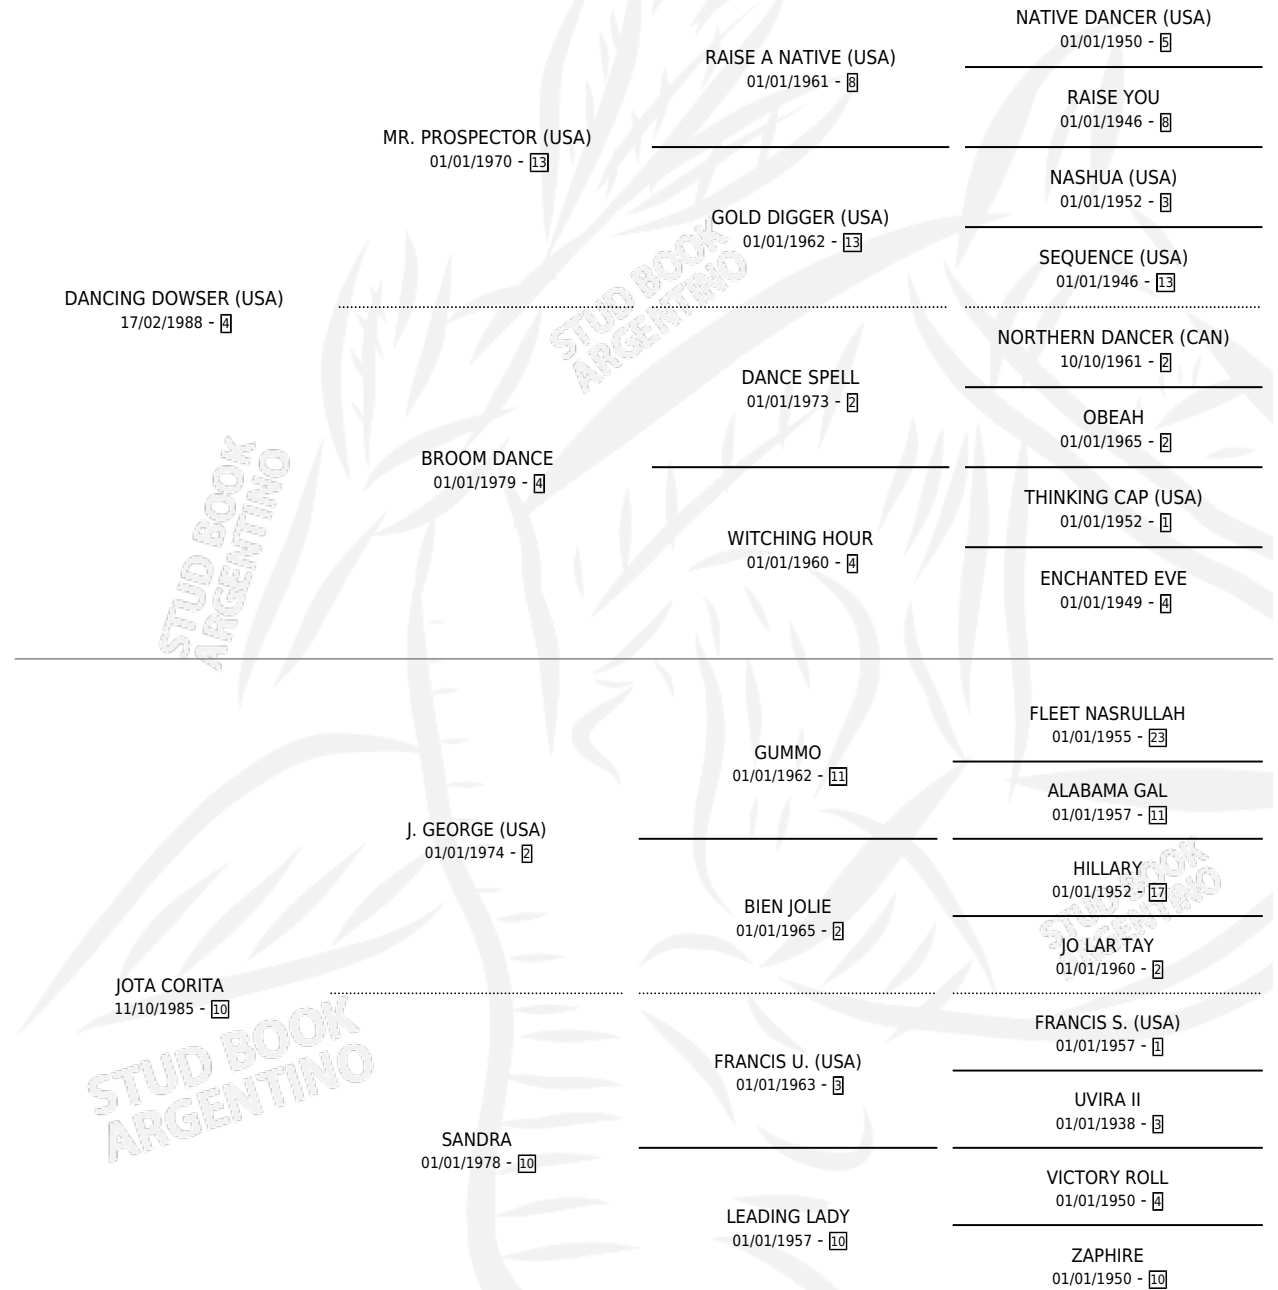 NATIVE DANCER (USA)
01/01/1950 - 5
RAISE A NATIVE (USA)
01/01/1961 - 8
RAISE YOU
01/01/1946 - 8
MR. PROSPECTOR (USA)
01/01/1970 - 13
NASHUA (USA)
01/01/1952 - 3
GOLD DIGGER (USA)
01/01/1962 - 13
SEQUENCE (USA)
01/01/1946 - 13
DANCING DOWSER (USA)
17/02/1988 - 4
NORTHERN DANCER (CAN)
10/10/1961 - 2
DANCE SPELL
01/01/1973 - 2
OBEAH
01/01/1965 - 2
BROOM DANCE
01/01/1979 - 4
THINKING CAP (USA)
01/01/1952 - 1
WITCHING HOUR
01/01/1960 - 4
ENCHANTED EVE
01/01/1949 - 4
FLEET NASRULLAH
01/01/1955 - 23
GUMMO
01/01/1962 - 11
ALABAMA GAL
01/01/1957 - 11
J. GEORGE (USA)
01/01/1974 - 2
HILLARY
01/01/1952 - 17
BIEN JOLIE
01/01/1965 - 2
JO LAR TAY
01/01/1960 - 2
JOTA CORITA
11/10/1985 - 10
FRANCIS S. (USA)
01/01/1957 - 1
FRANCIS U. (USA)
01/01/1963 - 3
UVIRA II
01/01/1938 - 3
SANDRA
01/01/1978 - 10
VICTORY ROLL
01/01/1950 - 4
LEADING LADY
01/01/1957 - 10
ZAPHIRE
01/01/1950 - 10
STUD BOOK
ARGENTINO
STUD BOOK
ARGENTINO
STUD BOOK
ARGENTINO
STUD BOOK
ARGENTINO